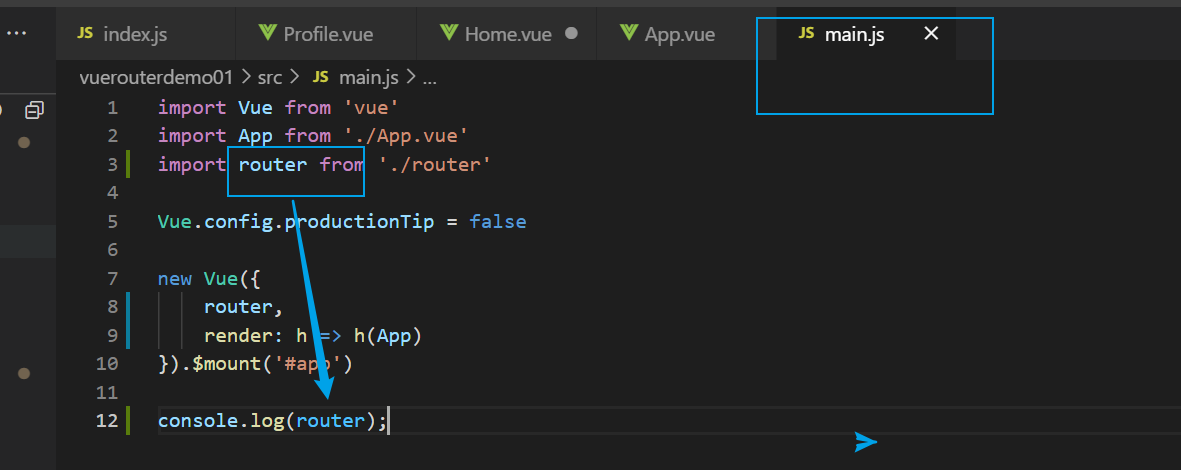 JS index.js Profile.vue Home.vue App.vue JS main.js
vuerouterdemo01 > src > JS main.js > ...
1 import Vue from 'vue'
2 import App from './App.vue'
3 import router from './router'
4
5 Vue.config.productionTip = false
6
7 new Vue({
8 router,
9 render: h => h(App)
10 }).$mount('#app')
11
12 console.log(router);